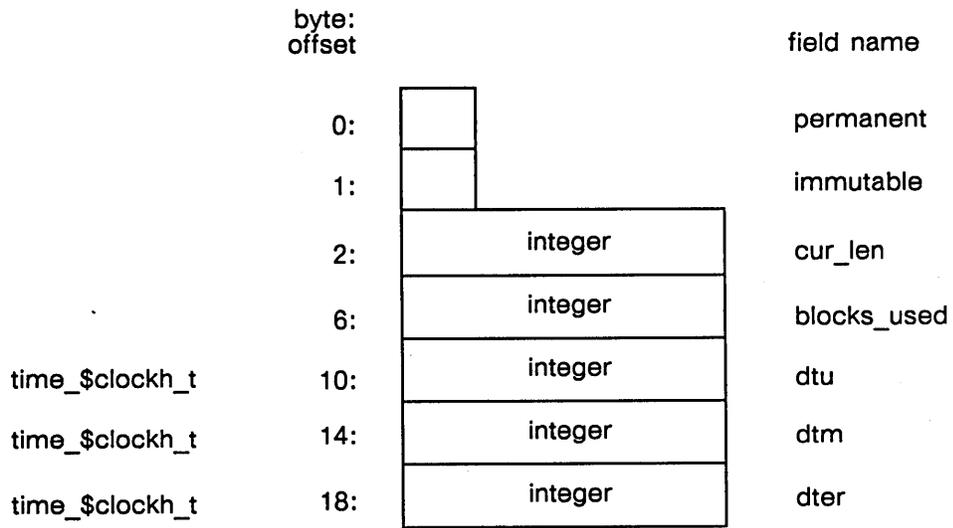 byte:
offset field name
0: permanent
1: immutable
2: integer cur_len
6: integer blocks_used
time_$clockh_t 10: integer dtu
time_$clockh_t 14: integer dtm
time_$clockh_t 18: integer dter